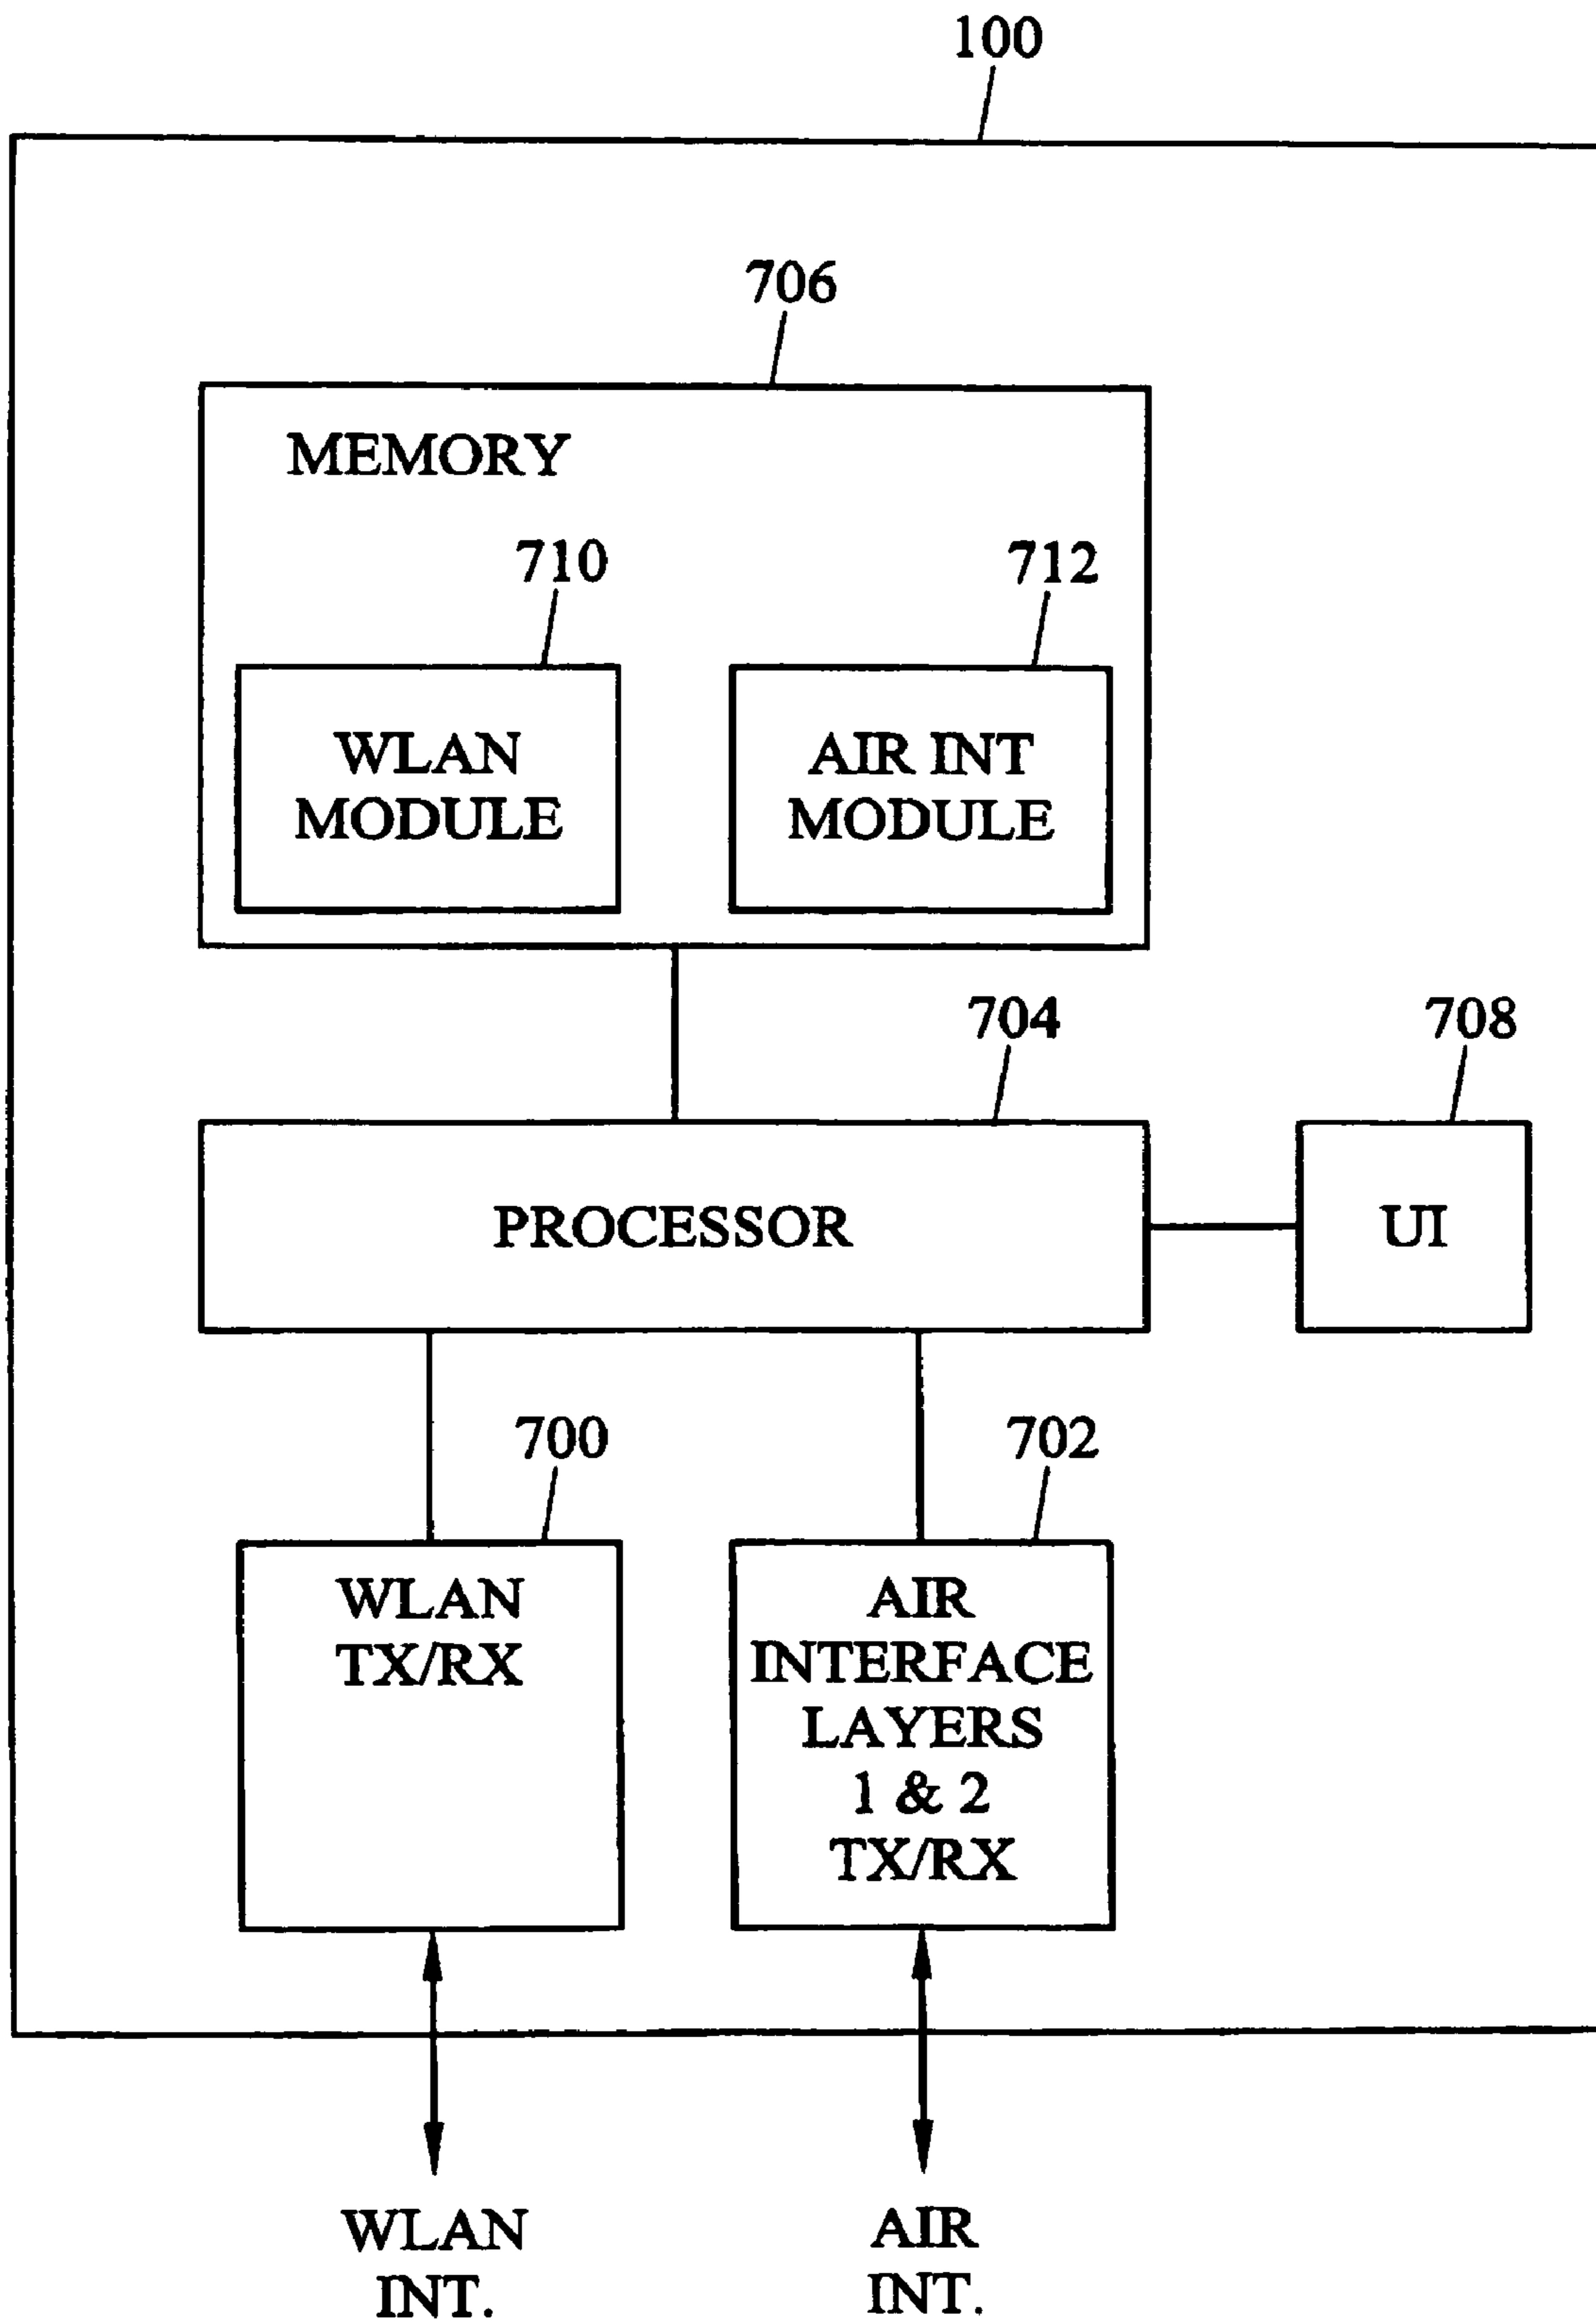 100
706
MEMORY
710
712
WLAN
MODULE
AIR INT
MODULE
704
708
PROCESSOR
UI
700
702
WLAN
TX/RX
AIR
INTERFACE
LAYERS
1 & 2
TX/RX
WLAN
INT.
AIR
INT.